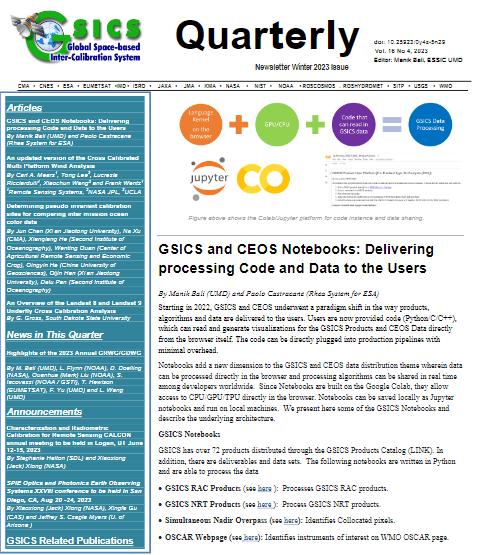 GSICS
Global Space-based
Inter-Calibration System
Quarterly
Newsletter Winter 2023 Issue
doi: 10.25923/0y4z-5n29
Vol. 16 No 4, 2023
Editor: Manik Bali, ESSIC UMD
CMA • CNES • ESA • EUMETSAT •IMD• ISRO • JAXA • JMA • KMA • NASA • NIST • NOAA • ROSCOSMOS . ROSHYDROMET • SITP • USGS • WMO
Articles
GSICS and CEOS Notebooks: Delivering
processing Code and Data to the Users
By Manik Bali (UMD) and Paolo Castracane
(Rhea System for ESA)
An updated version of the Cross Calibrated
Multi Platform Wind Analysis
By Carl A. Mears¹, Tong Lee², Lucrezia
Ricciardulli¹, Xiaochun Wang³ and Frank Wentz¹
¹Remote Sensing Systems, ²NASA JPL, ³UCLA
Determining pseudo invariant calibration
sites for comparing inter mission ocean
color data
By Jun Chen (Xi an Jiaotong University), Na Xu
(CMA), Xianqiang He (Second Institute of
Oceanography), Wenting Quan (Center of
Agricultural Remote Sensing and Economic
Crop), Qingyin He (China University of
Geosciences), Qijin Han (Xi an Jiaotong
University), Delu Pan (Second Institute of
Oceanography)
An Overview of the Landsat 8 and Landsat 9
Underfly Cross Calibration Analysis
By G. Gross, South Dakota State University
News in This Quarter
Highlights of the 2023 Annual GRWG/GDWG
By M. Bali (UMD), L. Flynn (NOAA), D. Doelling
(NASA), Quanhua (Mark) Liu (NOAA), S.
Iacovazzi (NOAA / GSTI), T. Hewison
(EUMETSAT), F. Yu (UMD) and L. Wang
(UMD)
Announcements
Characterization and Radiometric
Calibration for Remote Sensing CALCON
annual meeting to be held in Logan, UT June
12-15, 2023
By Stephanie Halton (SDL) and Xiaoxiong
(Jack) Xiong (NASA)
SPIE Optics and Photonics Earth Observing
Systems XXVIII conference to be held in San
Diego, CA, Aug 20 -24, 2023
By Xiaoxiong (Jack) Xiong (NASA), Xingfa Gu
(CAS) and Jeffrey S. Czapla Myers (U. of
Arizona )
GSICS Related Publications
Language
Kernel
on the
browser
GPU/CPU
Code that
can read in
GSICS data
GSICS Data
Processing
jupyter
Figure above shows the Colab/Jupyter platform for code instance and data sharing.
GSICS and CEOS Notebooks: Delivering
processing Code and Data to the Users
By Manik Bali (UMD) and Paolo Castracane (Rhea System for ESA)
Starting in 2022, GSICS and CEOS underwent a paradigm shift in the way products,
algorithms and data are delivered to the users. Users are now provided code (Python/C/C++),
which can read and generate visualizations for the GSICS Products and CEOS Data directly
from the browser itself. The code can be directly plugged into production pipelines with
minimal overhead.
Notebooks add a new dimension to the GSICS and CEOS data distribution theme wherein data
can be processed directly in the browser and processing algorithms can be shared in real time
among developers worldwide. Since Notebooks are built on the Google Colab, they allow
access to CPU/GPU/TPU directly in the browser. Notebooks can be saved locally as Jupyter
notebooks and run on local machines. We present here some of the GSICS Notebooks and
describe the underlying architecture.
GSICS Notebooks
GSICS has over 72 products distributed through the GSICS Products Catalog (LINK). In
addition, there are deliverables and data sets. The following notebooks are written in Python
and are able to process the data
• GSICS RAC Products (see here ): Processes GSICS RAC products.
• GSICS NRT Products (see here ): Process GSICS NRT products.
• Simultaneous Nadir Overpass (see here): Identifies Collocated pixels.
• OSCAR Webpage (see here): Identifies instruments of interest on WMO OSCAR page.